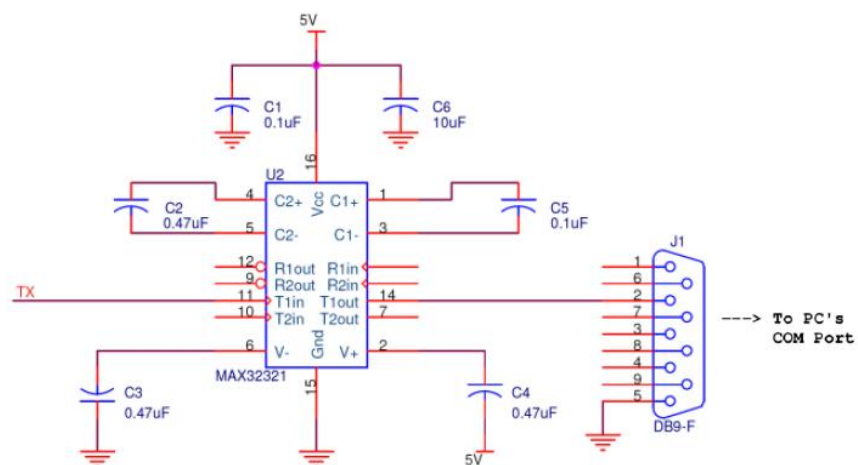 5V
C1
0.1uF
C6
10uF
16
U2
4
C2+
Vcc
C1+
1
C2
0.47uF
5
C2-
C1-
3
C5
0.1uF
J1
12
R1out
R1in
1
9
R2out
R2in
6
TX
11
T1in
T1out
14
2
10
T2in
T2out
7
7
---> To PC's
COM Port
3
8
6
V-
Gnd
V+
2
4
MAX32321
15
9
C3
0.47uF
C4
0.47uF
5
DB9-F
5V